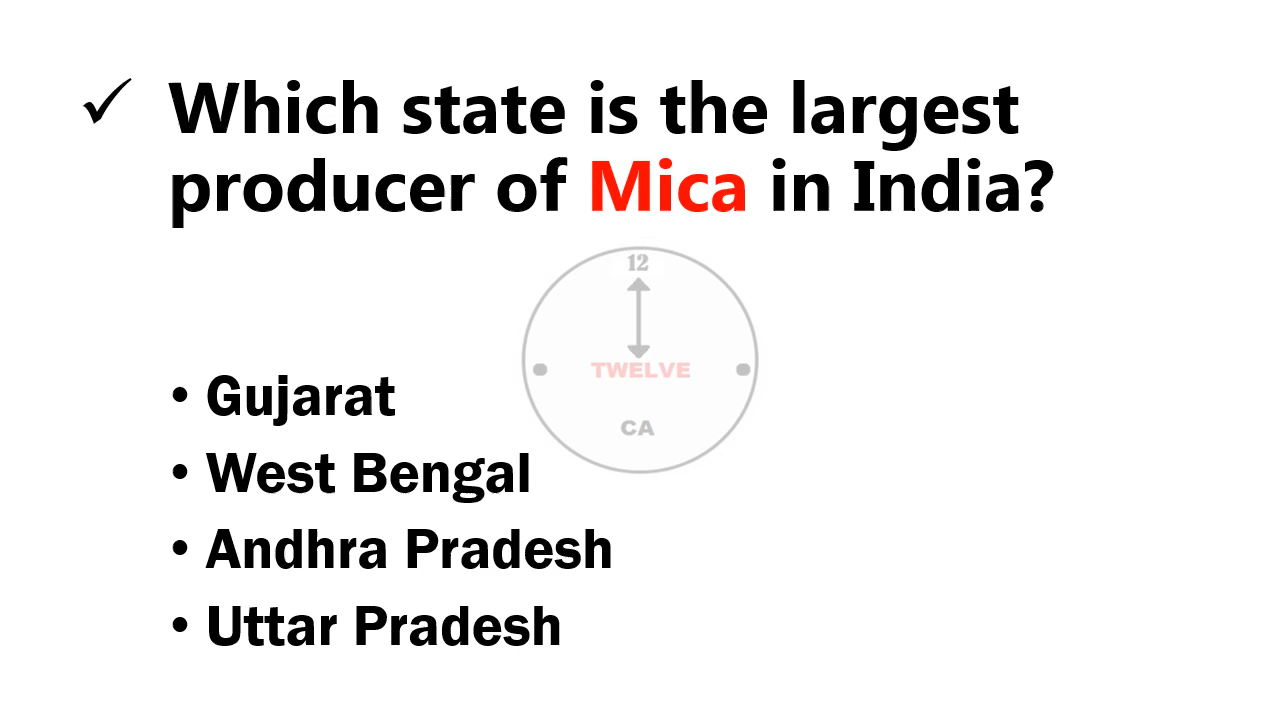 ✓ Which state is the largest
producer of Mica in India?
12
TWELVE
CA
• Gujarat
• West Bengal
• Andhra Pradesh
• Uttar Pradesh